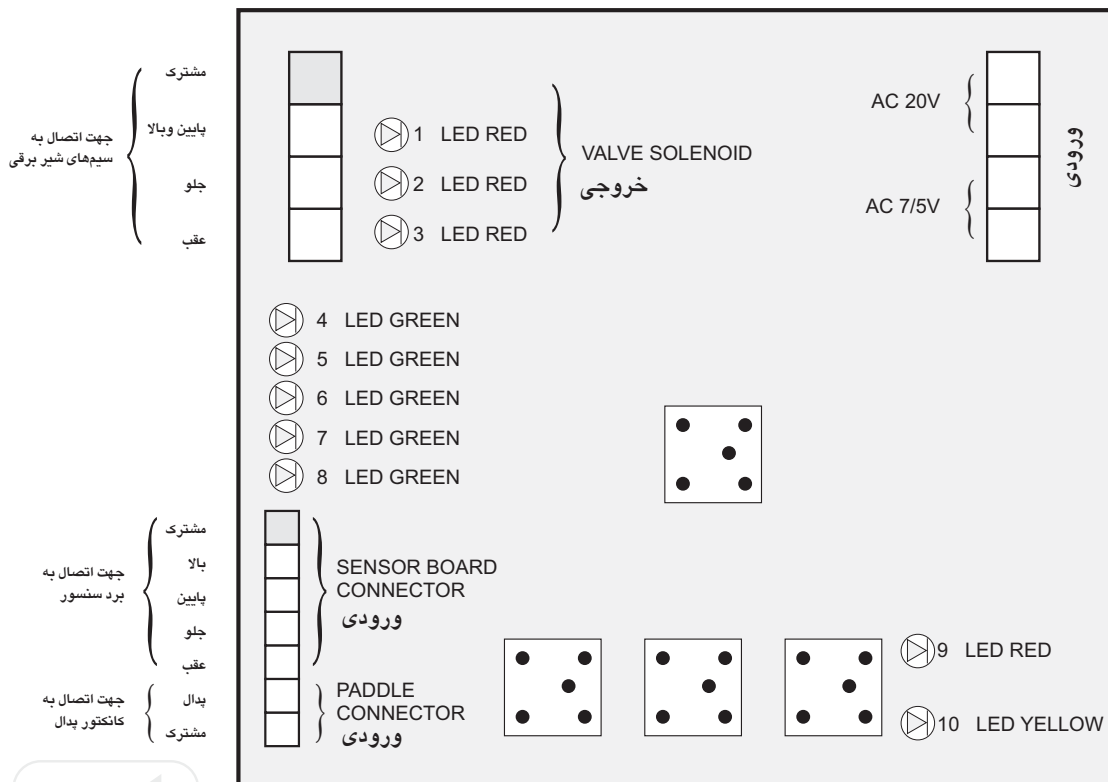 مشترک
پایین وبالا
جلو
عقب
جهت اتصال به
سیم‌های شیر برقی
1 LED RED
2 LED RED
3 LED RED
VALVE SOLENOID
خروجی
AC 20V
AC 7/5V
ورودی
4 LED GREEN
5 LED GREEN
6 LED GREEN
7 LED GREEN
8 LED GREEN
مشترک
بالا
پایین
جلو
عقب
جهت اتصال به
برد سنسور
SENSOR BOARD
CONNECTOR
ورودی
پدال
مشترک
جهت اتصال به
کانکتور پدال
PADDLE
CONNECTOR
ورودی
9 LED RED
10 LED YELLOW